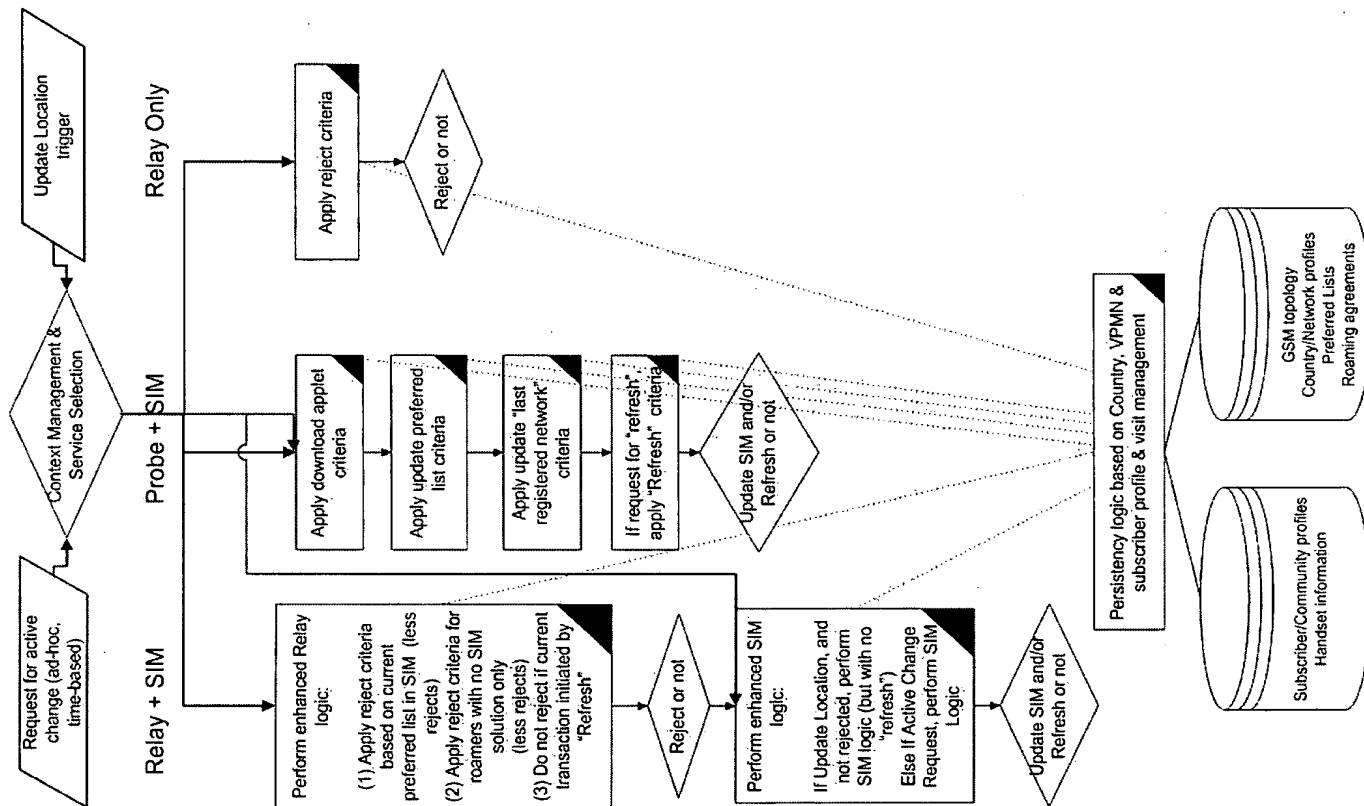 Request for active
change (ad-hoc,
time-based)
Context Management &
Service Selection
Update Location
trigger
Relay + SIM
Probe + SIM
Relay Only
Perform enhanced Relay
logic:
(1) Apply reject criteria
based on current
preferred list in SIM (less
rejects)
(2) Apply reject criteria for
roamers with no SIM
solution only
(less rejects)
(3) Do not reject if current
transaction initiated by
“Refresh”
Reject or not
Perform enhanced SIM
logic:
If Update Location, and
not rejected, perform
SIM logic (but with no
“refresh”)
Else If Active Change
Request, perform SIM
Logic
Update SIM and/or
Refresh or not
Apply download applet
criteria
Apply update preferred
list criteria
Apply update “last
registered network”
criteria
If request for “refresh”,
apply “Refresh” criteria
Update SIM and/or
Refresh or not
Apply reject criteria
Reject or not
Persistency logic based on Country, VPMN &
subscriber profile & visit management
Subscriber/Community profiles
Handset information
GSM topology
Country/Network profiles
Preferred Lists
Roaming agreements